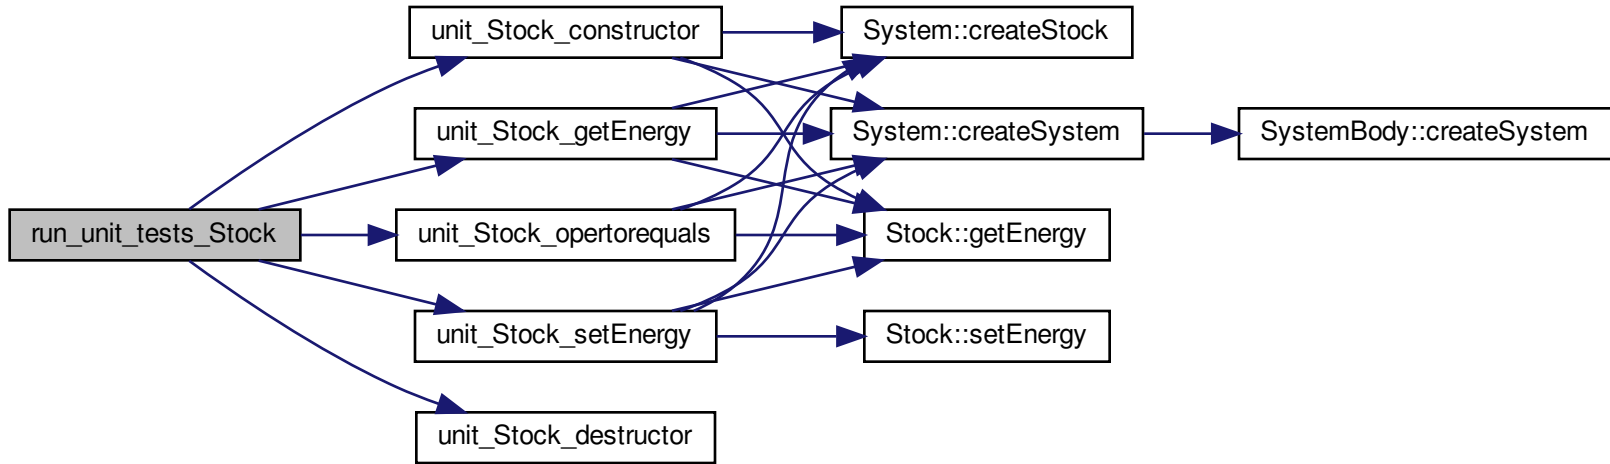 unit_Stock_constructor
System::createStock
unit_Stock_getEnergy
System::createSystem
SystemBody::createSystem
run_unit_tests_Stock
unit_Stock_opertorequals
Stock::getEnergy
unit_Stock_setEnergy
Stock::setEnergy
unit_Stock_destructor